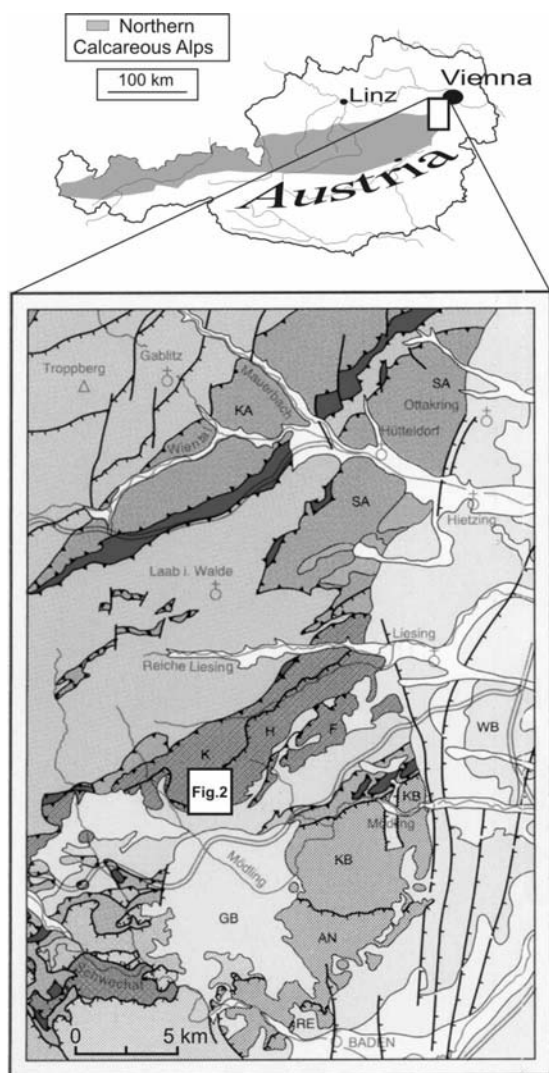 Northern
Calcareous Alps
100 km
Vienna
Linz
Austria
Troppberg
Gablitz
Mauerbach
KA
SA
Ottakring
Hütteldorf
Wiental
SA
Hietzing
Laab i. Walde
Liesing
Reiche Liesing
WB
K
H
F
Fig.2
KB
Mödling
Mödling
KB
GB
AN
Schwechat
RE
0 5 km
BADEN